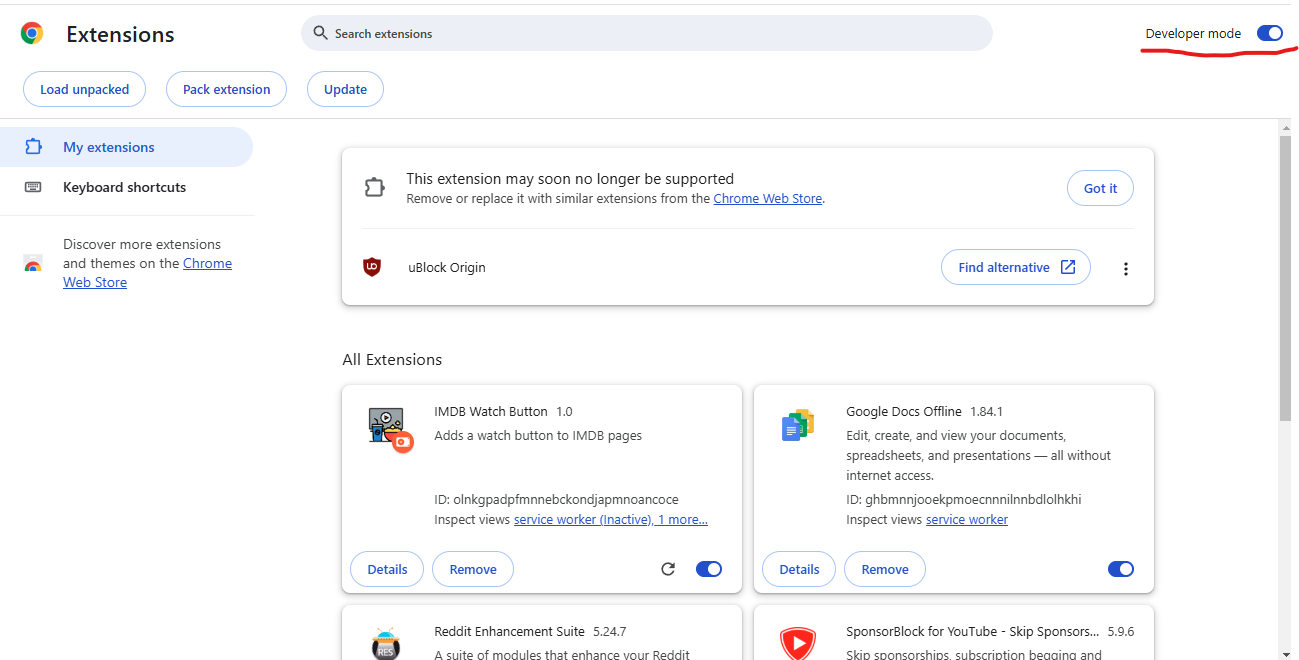 Extensions
Search extensions
Developer mode
Load unpacked
Pack extension
Update
My extensions
Keyboard shortcuts
Discover more extensions
and themes on the Chrome
Web Store
This extension may soon no longer be supported
Remove or replace it with similar extensions from the Chrome Web Store.
Got it
uBlock Origin
Find alternative
All Extensions
IMDB Watch Button 1.0
Adds a watch button to IMDB pages
ID: olnkgpadpfmnnebckondjapmnoancoce
Inspect views service worker (Inactive), 1 more...
Details
Remove
Google Docs Offline 1.84.1
Edit, create, and view your documents,
spreadsheets, and presentations — all without
internet access.
ID: ghbmnnjooekpmoecnnnilnnbdlolhkhi
Inspect views service worker
Details
Remove
RES
Reddit Enhancement Suite 5.24.7
A suite of modules that enhance your Reddit
SponsorBlock for YouTube - Skip Sponsors... 5.9.6
Skip sponsorships, subscription begging and